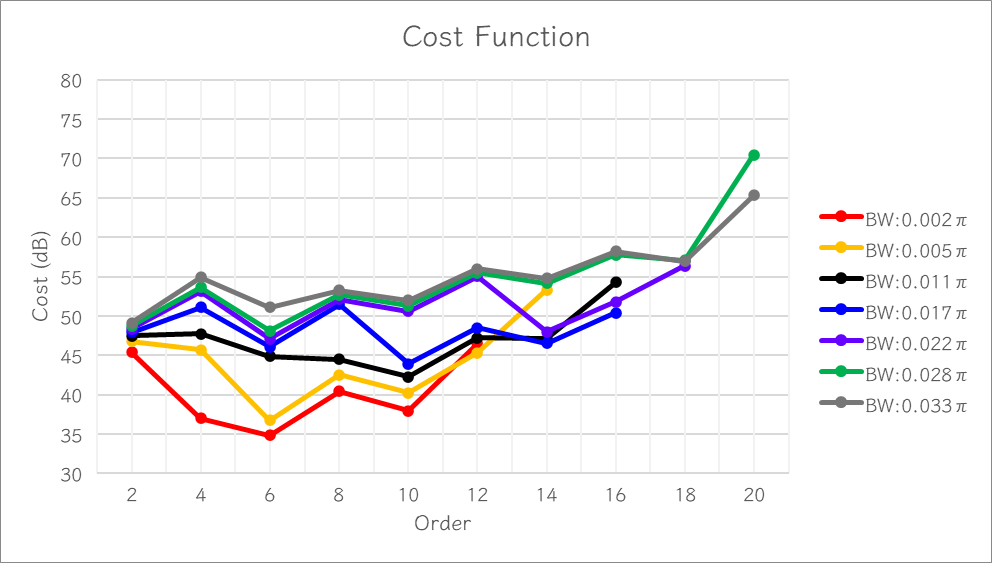 Cost Function
80
75
70
65
60
55
50
45
40
35
30
Cost (dB)
2 4 6 8 10 12 14 16 18 20
Order
BW:0.002π
BW:0.005π
BW:0.011π
BW:0.017π
BW:0.022π
BW:0.028π
BW:0.033π